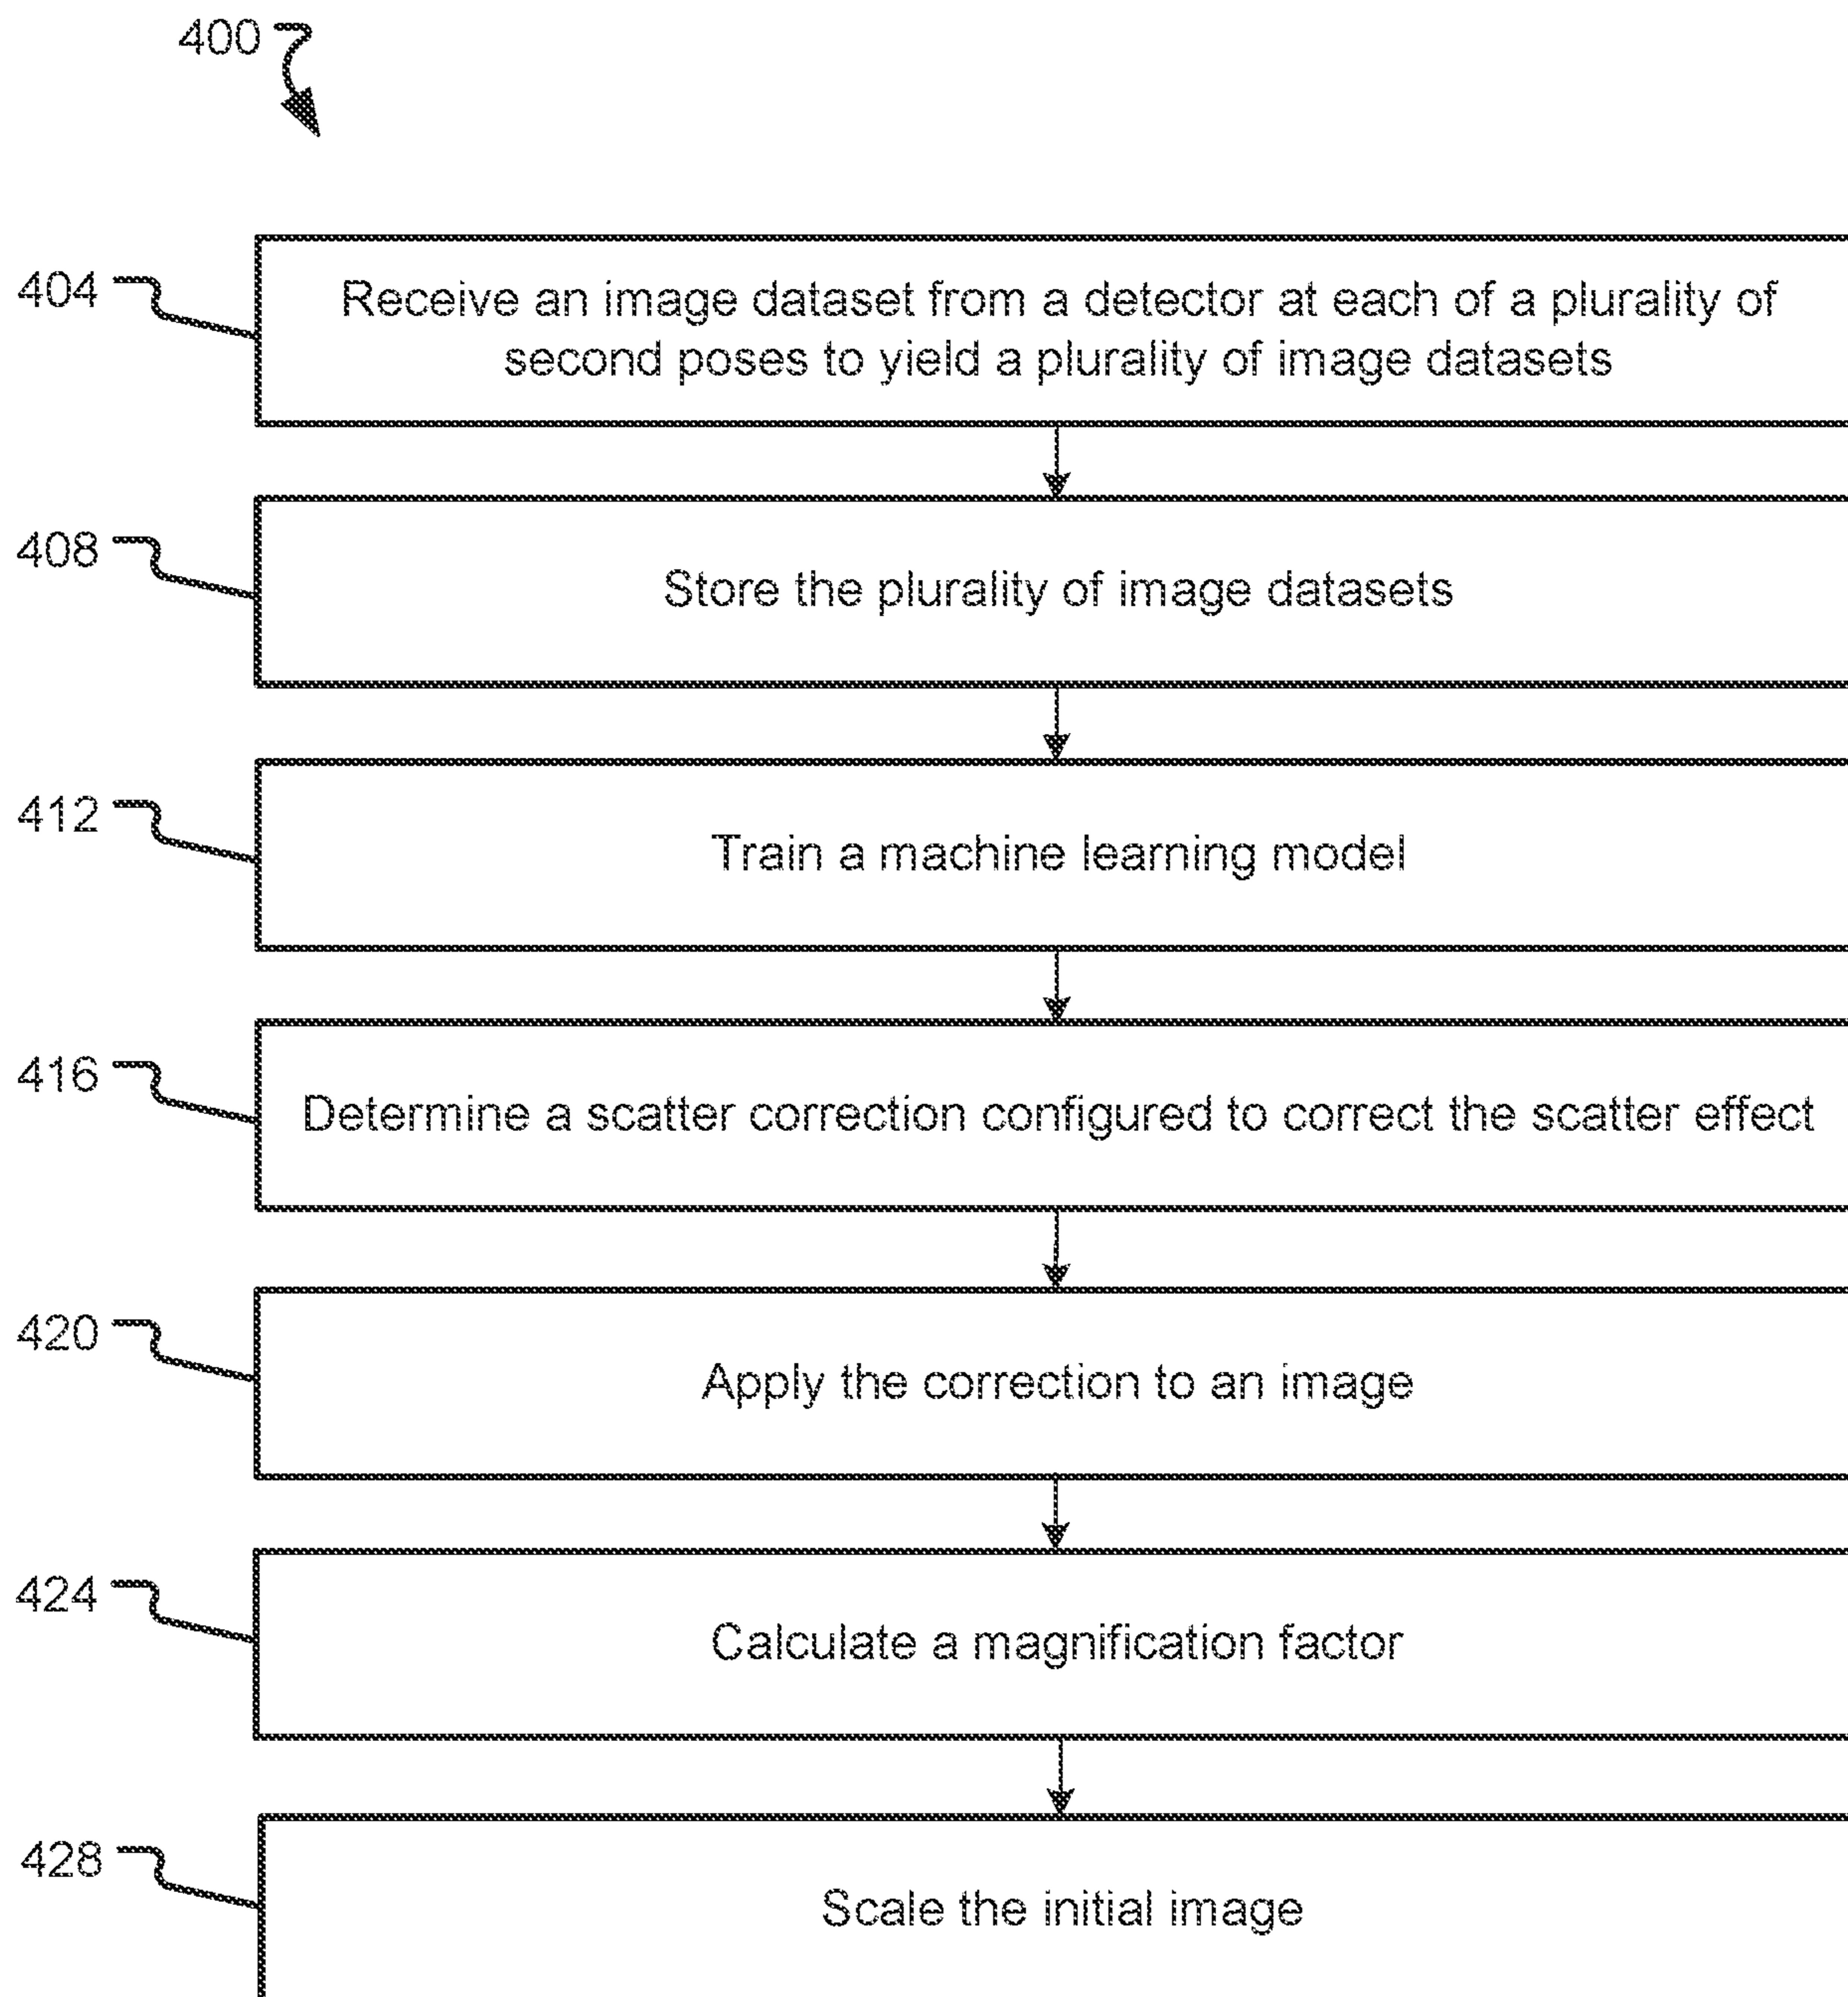 400
404
Receive an image dataset from a detector at each of a plurality of
second poses to yield a plurality of image datasets
408
Store the plurality of image datasets
412
Train a machine learning model
416
Determine a scatter correction configured to correct the scatter effect
420
Apply the correction to an image
424
Calculate a magnification factor
428
Scale the initial image